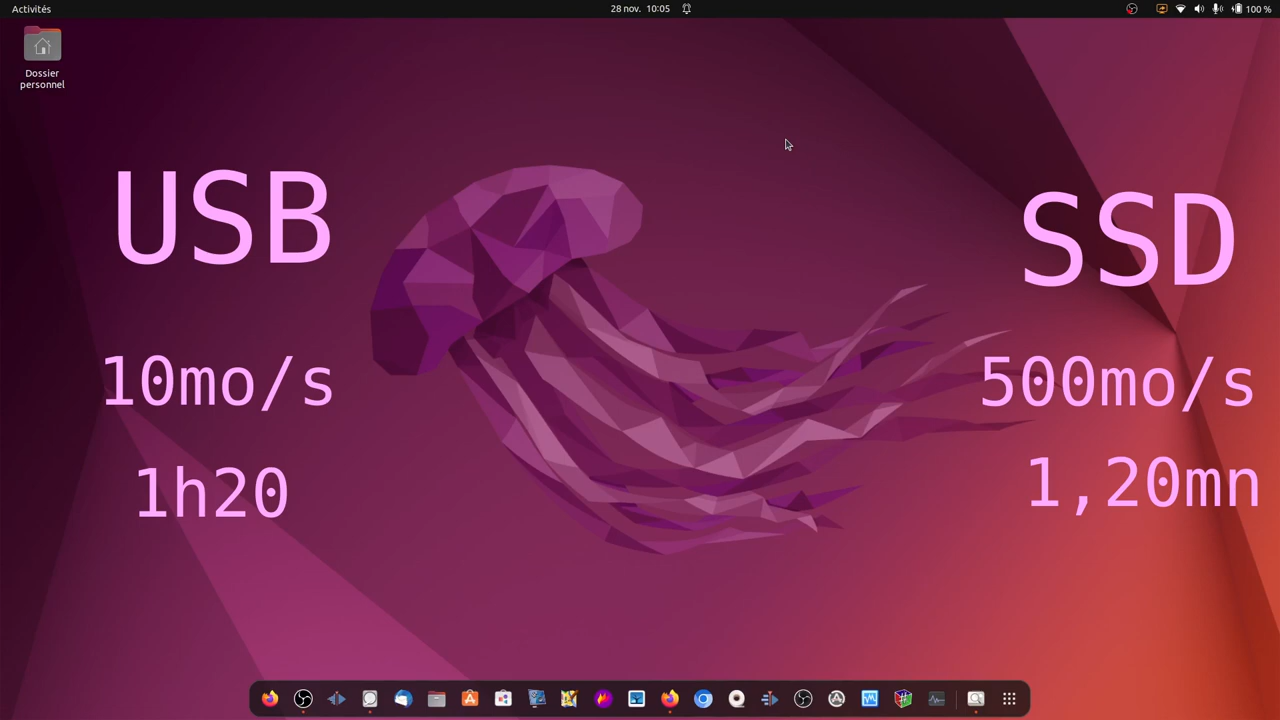 Activités
28 nov. 10:05
100 %
Dossier
personnel
USB
10mo/s
1h20
SSD
500mo/s
1,20mn